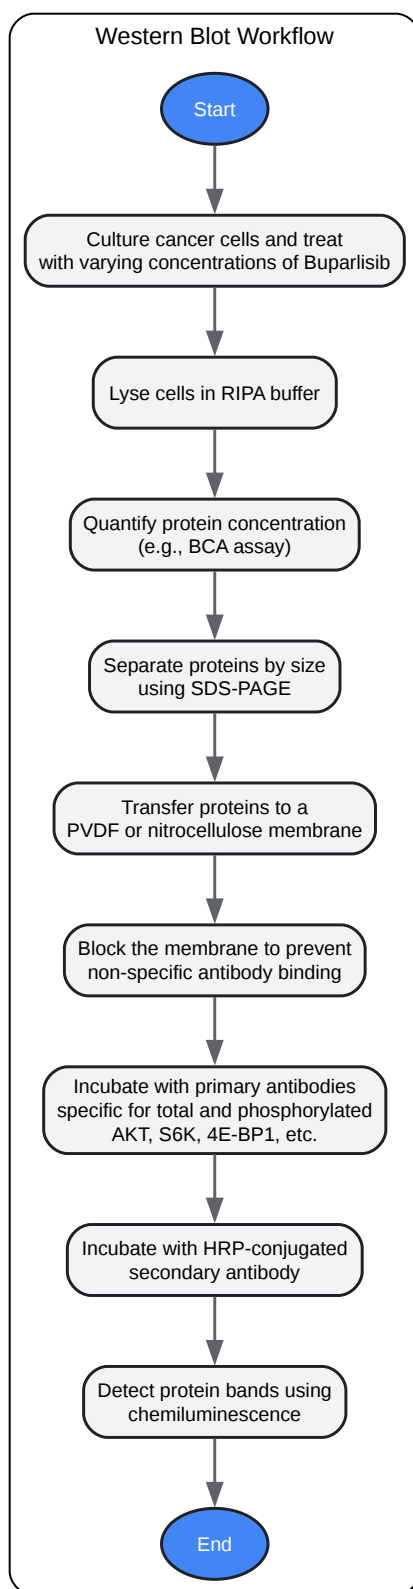 Western Blot Workflow
Start
Culture cancer cells and treat
with varying concentrations of Buparlisib
Lyse cells in RIPA buffer
Quantify protein concentration
(e.g., BCA assay)
Separate proteins by size
using SDS-PAGE
Transfer proteins to a
PVDF or nitrocellulose membrane
Block the membrane to prevent
non-specific antibody binding
Incubate with primary antibodies
specific for total and phosphorylated
AKT, S6K, 4E-BP1, etc.
Incubate with HRP-conjugated
secondary antibody
Detect protein bands using
chemiluminescence
End